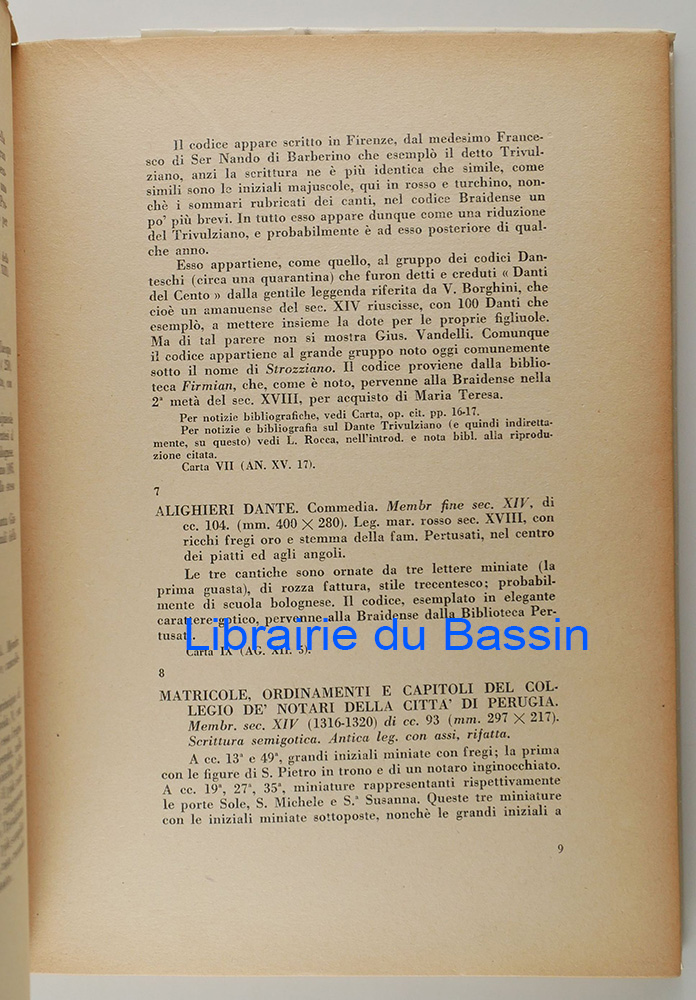 Il codice appare scritto in Firenze, dal medesimo France-
sco di Ser Nando di Barberino che esemplò il detto Trivul-
ziano, anzi la scrittura ne è più identica che simile, come
simili sono le iniziali majuscole, qui in rosso e turchino, non-
chè i sommari rubricati dei canti, nel codice Braidense un
po' più brevi. In tutto esso appare dunque come una riduzione
del Trivulziano, e probabilmente è ad esso posteriore di qual-
che anno.
Esso appartiene, come quello, al gruppo dei codici Dan-
teschi (circa una quarantina) che furon detti e creduti « Danti
del Cento » dalla gentile leggenda riferita da V. Borghini, che
cioè un amanuense del sec. XIV riuscisse, con 100 Danti che
esemplò, a mettere insieme la dote per le proprie figliuole.
Ma di tal parere non si mostra Gius. Vandelli. Comunque
il codice appartiene al grande gruppo noto oggi comunemente
sotto il nome di Strozziano. Il codice proviene dalla biblio-
teca Firmian, che, come è noto, pervenne alla Braidense nella
2ª metà del sec. XVIII, per acquisto di Maria Teresa.
Per notizie bibliografiche, vedi Carta, op. cit. pp. 16-17.
Per notizie e bibliografia sul Dante Trivulziano (e quindi indiretta-
mente, su questo) vedi L. Rocca, nell'introd. e nota bibl. alla riprodu-
zione citata.
Carta VII (AN. XV. 17).
7
ALIGHIERI DANTE. Commedia. Membr fine sec. XIV, di
cc. 104. (mm. 400 × 280). Leg. mar. rosso sec. XVIII, con
ricchi fregi oro e stemma della fam. Pertusati, nel centro
dei piatti ed agli angoli.
Le tre cantiche sono ornate da tre lettere miniate (la
prima guasta), di rozza fattura, stile trecentesco; probabil-
mente di scuola bolognese. Il codice, esemplato in elegante
carattere gotico, pervenne alla Braidense dalla Biblioteca Per-
tusati.
Librairie du Bassin
Carta IX (AG. XII. 5).
8
MATRICOLE, ORDINAMENTI E CAPITOLI DEL COL-
LEGIO DE' NOTARI DELLA CITTA' DI PERUGIA.
Membr. sec. XIV (1316-1320) di cc. 93 (mm. 297 × 217).
Scrittura semigotica. Antica leg. con assi, rifatta.
A cc. 13ª e 49ª, grandi iniziali miniate con fregi; la prima
con le figure di S. Pietro in trono e di un notaro inginocchiato.
A cc. 19ª, 27ª, 35ª, miniature rappresentanti rispettivamente
le porte Sole, S. Michele e S.ª Susanna. Queste tre miniature
con le iniziali miniate sottoposte, nonchè le grandi iniziali a
9